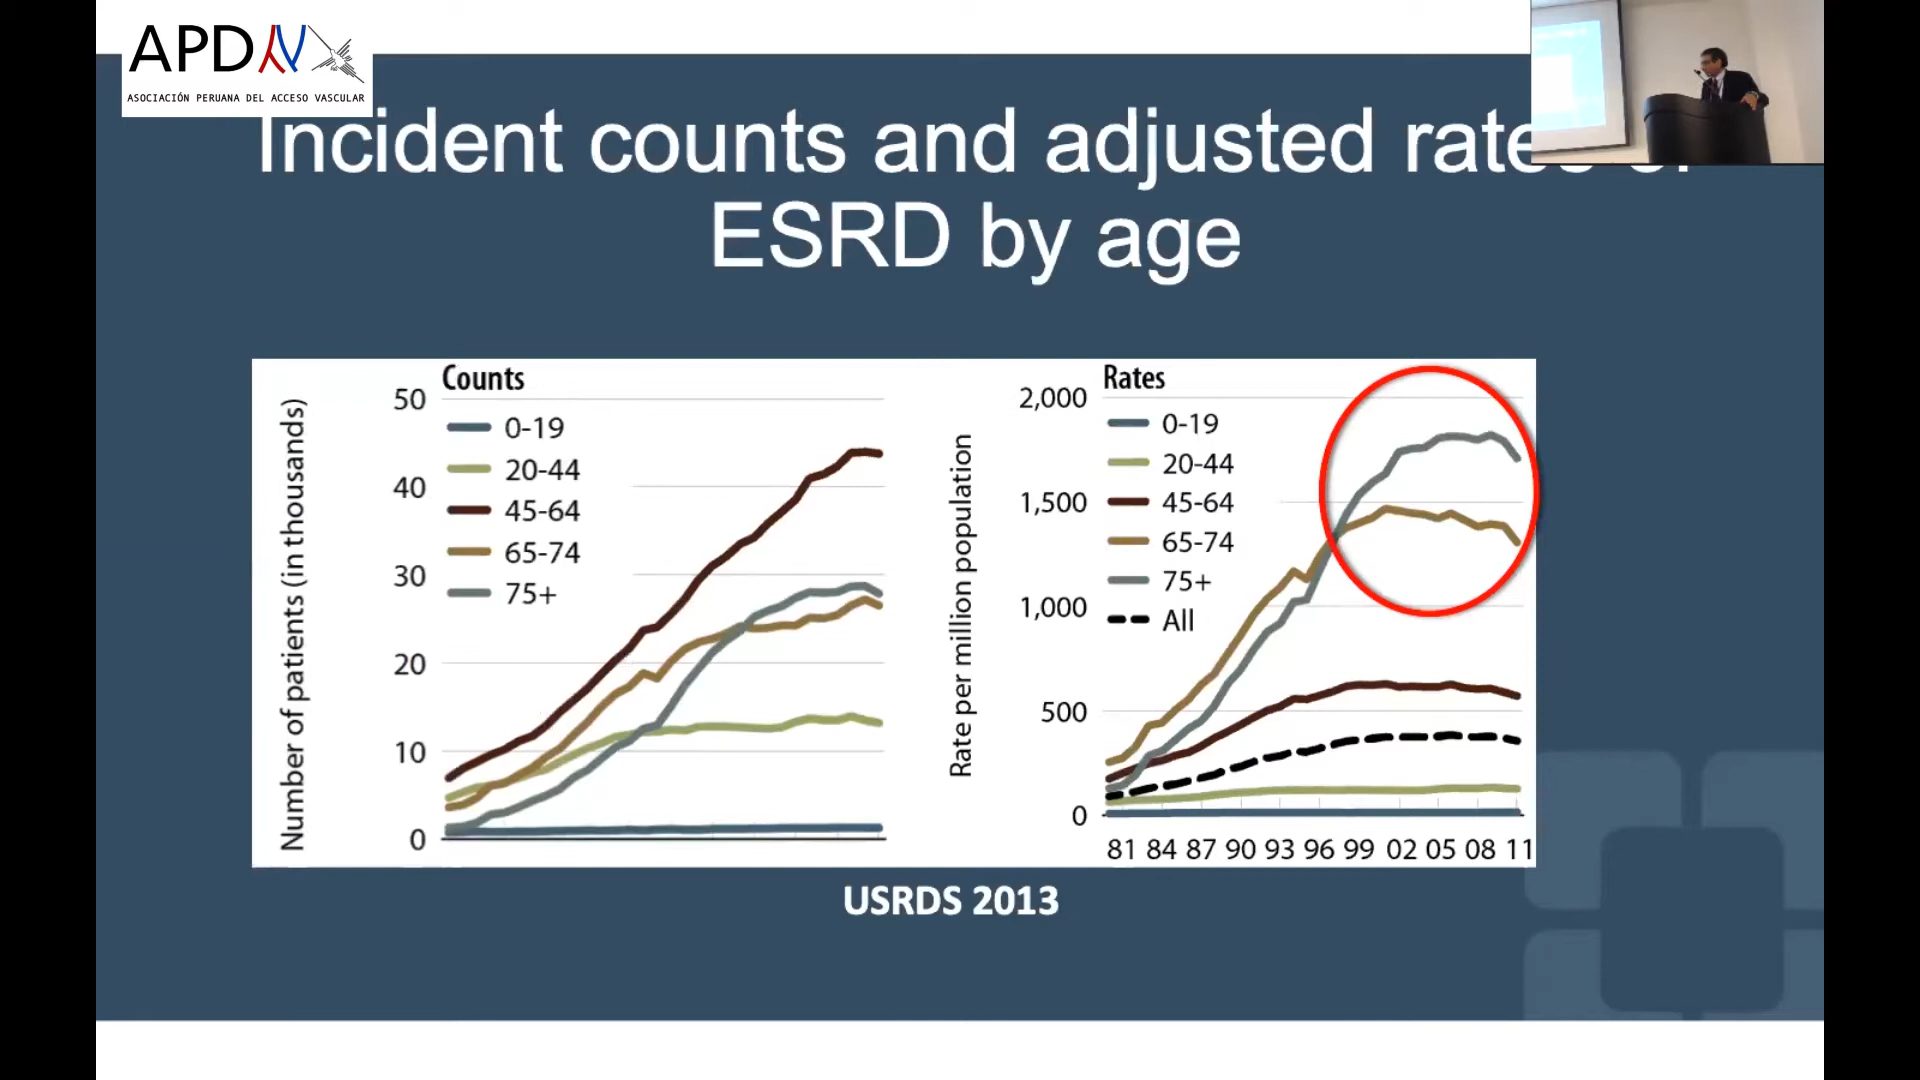 APDAV
ASOCIACIÓN PERUANA DEL ACCESO VASCULAR
Incident counts and adjusted rates of
ESRD by age
Counts
Number of patients (in thousands)
50
40
30
20
10
0
0-19
20-44
45-64
65-74
75+
Rates
Rate per million population
2,000
1,500
1,000
500
0
0-19
20-44
45-64
65-74
75+
All
81 84 87 90 93 96 99 02 05 08 11
USRDS 2013